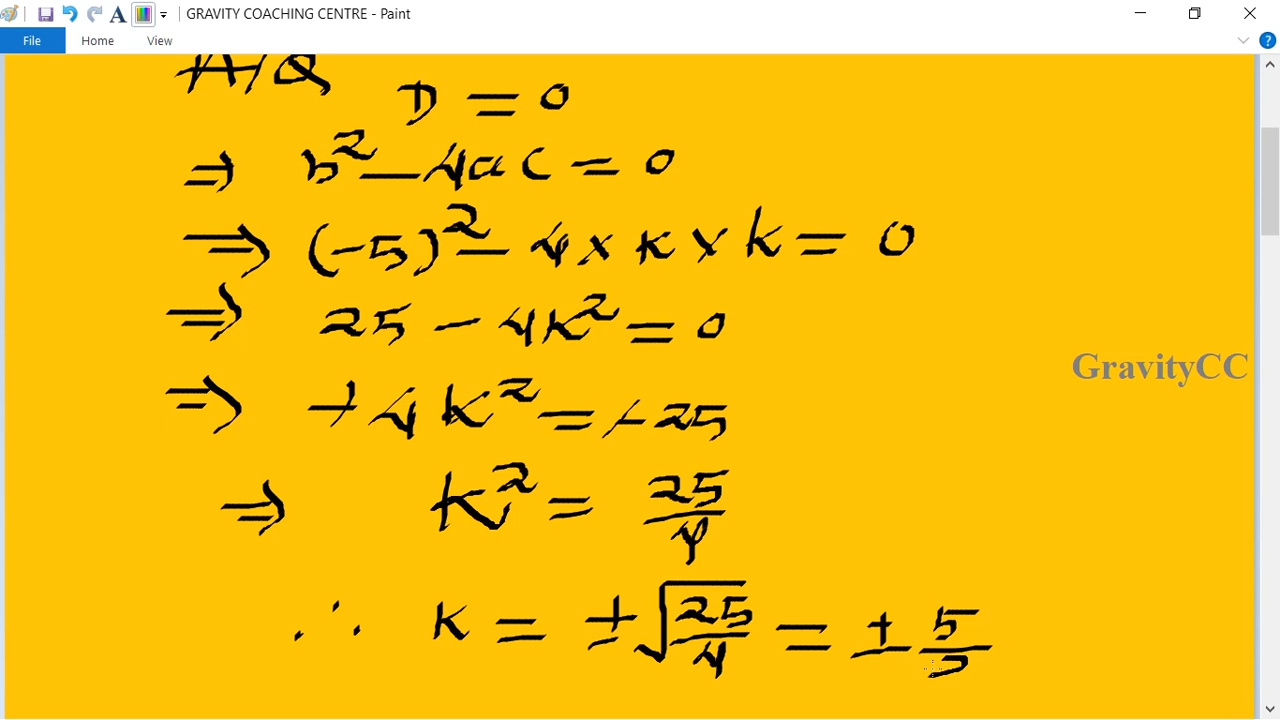 GRAVITY COACHING CENTRE - Paint
File Home View
A/Q
D = 0
⇒ b² - 4ac = 0
⇒ (-5)² - 4 × k × k = 0
⇒ 25 - 4k² = 0
GravityCC
⇒ +4k² = +25
⇒ k² = 25/4
∴ k = ±√25/4 = ± 5/2